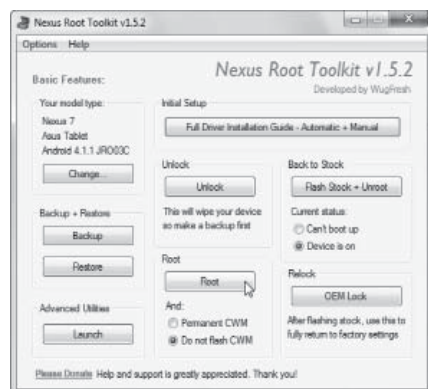 Nexus Root Toolkit v1.5.2
Options Help
Nexus Root Toolkit v1.5.2
Developed by WugFresh
Basic Features:
Your model type:
Nexus 7
Asus Tablet
Android 4.1.1 JRO03C
Change...
Initial Setup
Full Driver Installation Guide - Automatic + Manual
Unlock
Unlock
This will wipe your device
so make a backup first
Back to Stock
Flash Stock + Unroot
Current status:
Can't boot up
Device is on
Backup + Restore
Backup
Restore
Root
Root
And:
Permanent CWM
Do not flash CWM
Relock
OEM Lock
After flashing stock, use this to
fully return to factory settings
Advanced Utilities
Launch
Please Donate Help and support is greatly appreciated. Thank you!